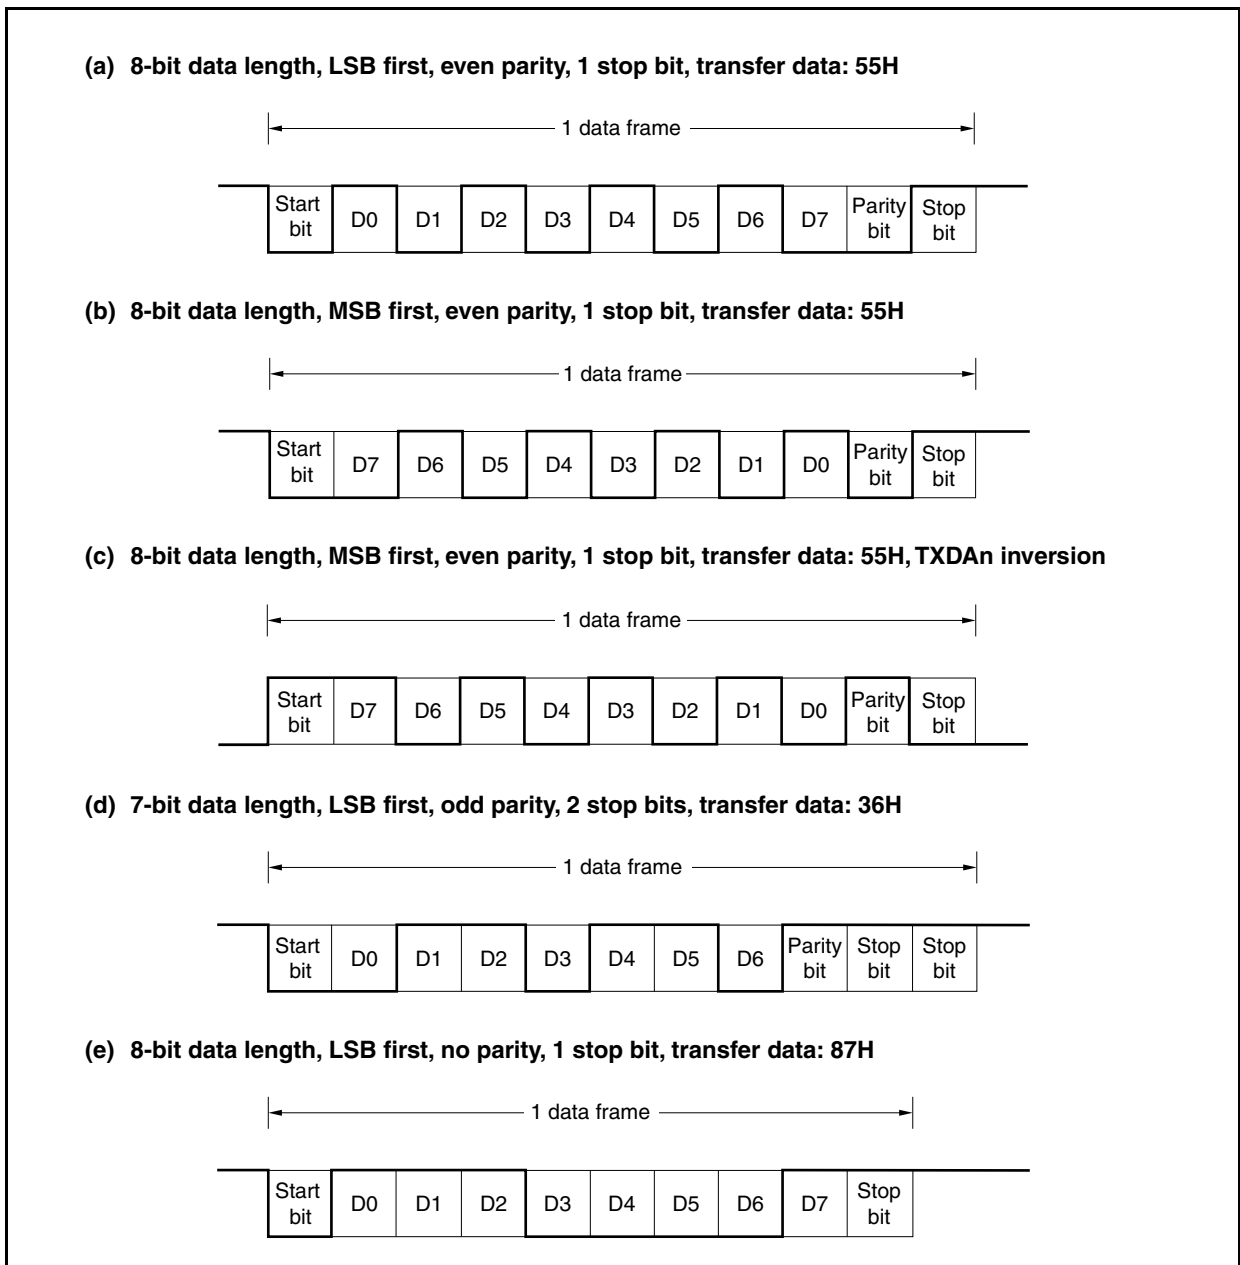 (a) 8-bit data length, LSB first, even parity, 1 stop bit, transfer data: 55H
1 data frame
Start bit D0 D1 D2 D3 D4 D5 D6 D7 Parity bit Stop bit
(b) 8-bit data length, MSB first, even parity, 1 stop bit, transfer data: 55H
1 data frame
Start bit D7 D6 D5 D4 D3 D2 D1 D0 Parity bit Stop bit
(c) 8-bit data length, MSB first, even parity, 1 stop bit, transfer data: 55H, TXDAn inversion
1 data frame
Start bit D7 D6 D5 D4 D3 D2 D1 D0 Parity bit Stop bit
(d) 7-bit data length, LSB first, odd parity, 2 stop bits, transfer data: 36H
1 data frame
Start bit D0 D1 D2 D3 D4 D5 D6 Parity bit Stop bit Stop bit
(e) 8-bit data length, LSB first, no parity, 1 stop bit, transfer data: 87H
1 data frame
Start bit D0 D1 D2 D3 D4 D5 D6 D7 Stop bit